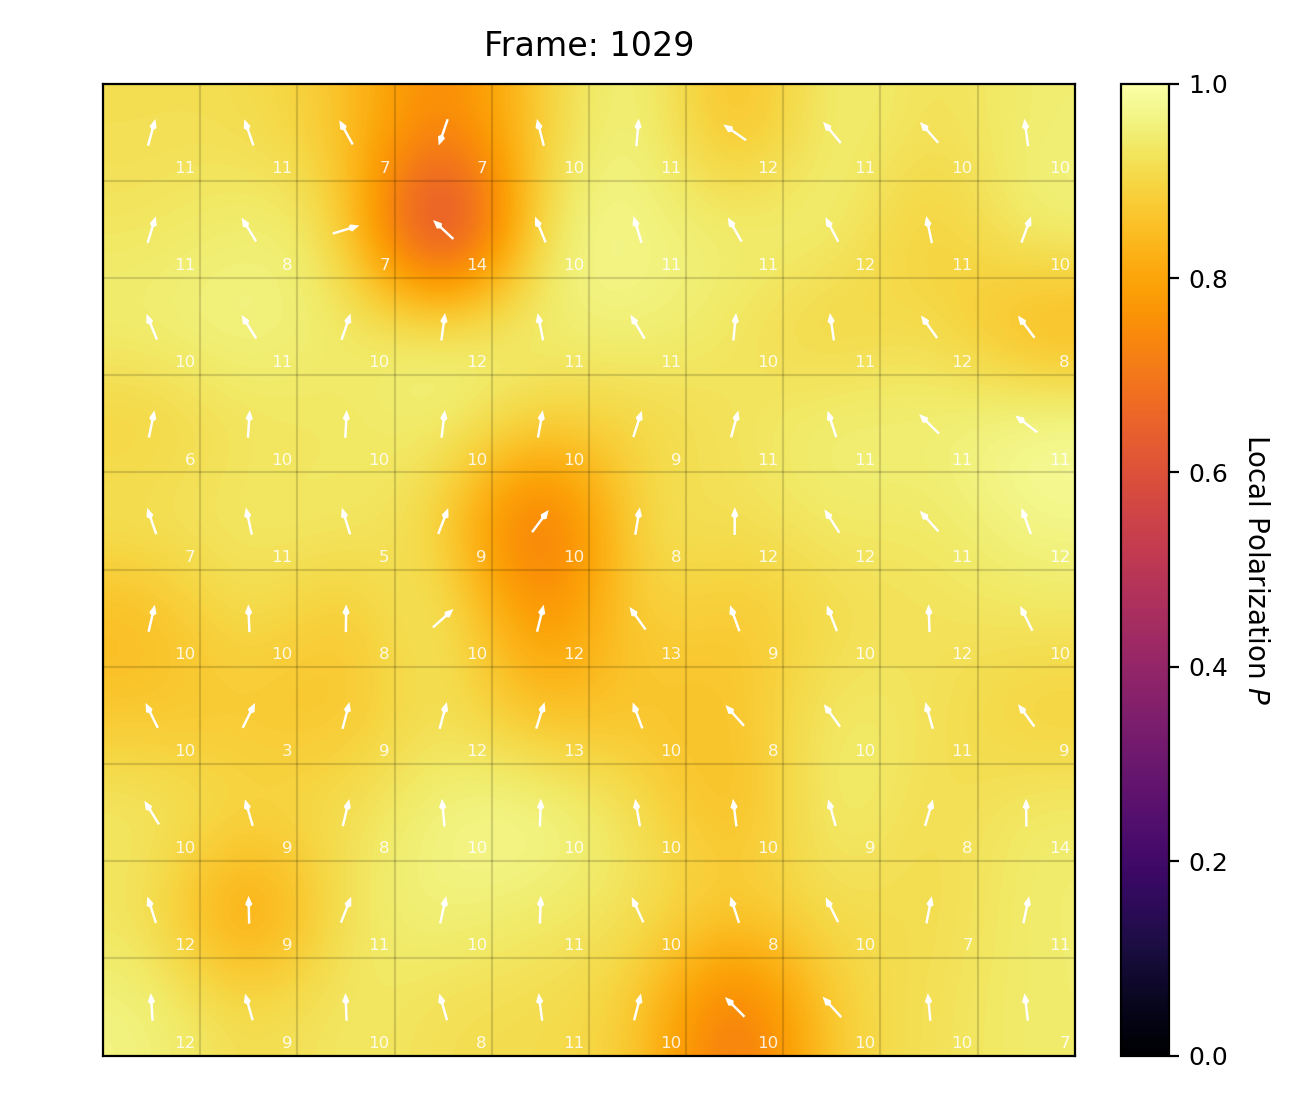 Frame: 1029
11 11 7 7 10 11 12 11 10 10
11 8 7 14 10 11 11 12 11 10
10 11 10 12 11 11 10 11 12 8
6 10 10 10 10 9 11 11 11 11
7 11 5 9 10 8 12 12 11 12
10 10 8 10 12 13 9 10 12 10
10 3 9 12 13 10 8 10 11 9
10 9 8 10 10 10 10 9 8 14
12 9 11 10 11 10 8 10 7 11
12 9 10 8 11 10 10 10 10 7
1.0
0.8
0.6
0.4
0.2
0.0
Local Polarization P